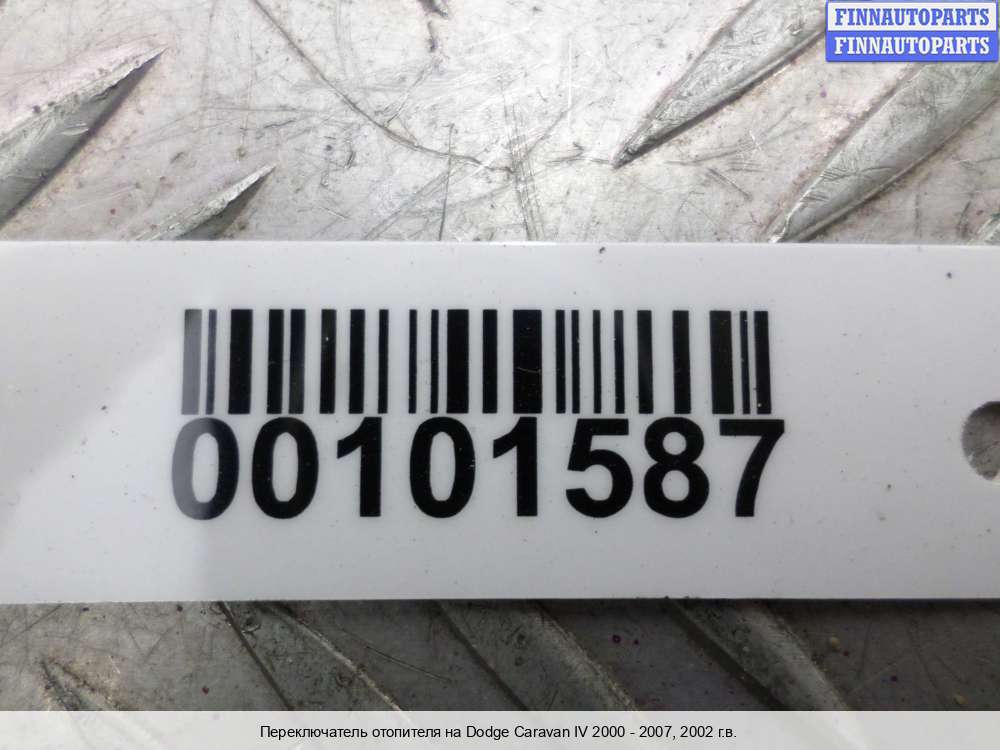 FINNAUTOPARTS
FINNAUTOPARTS
00101587
Переключатель отопителя на Dodge Caravan IV 2000 - 2007, 2002 г.в.